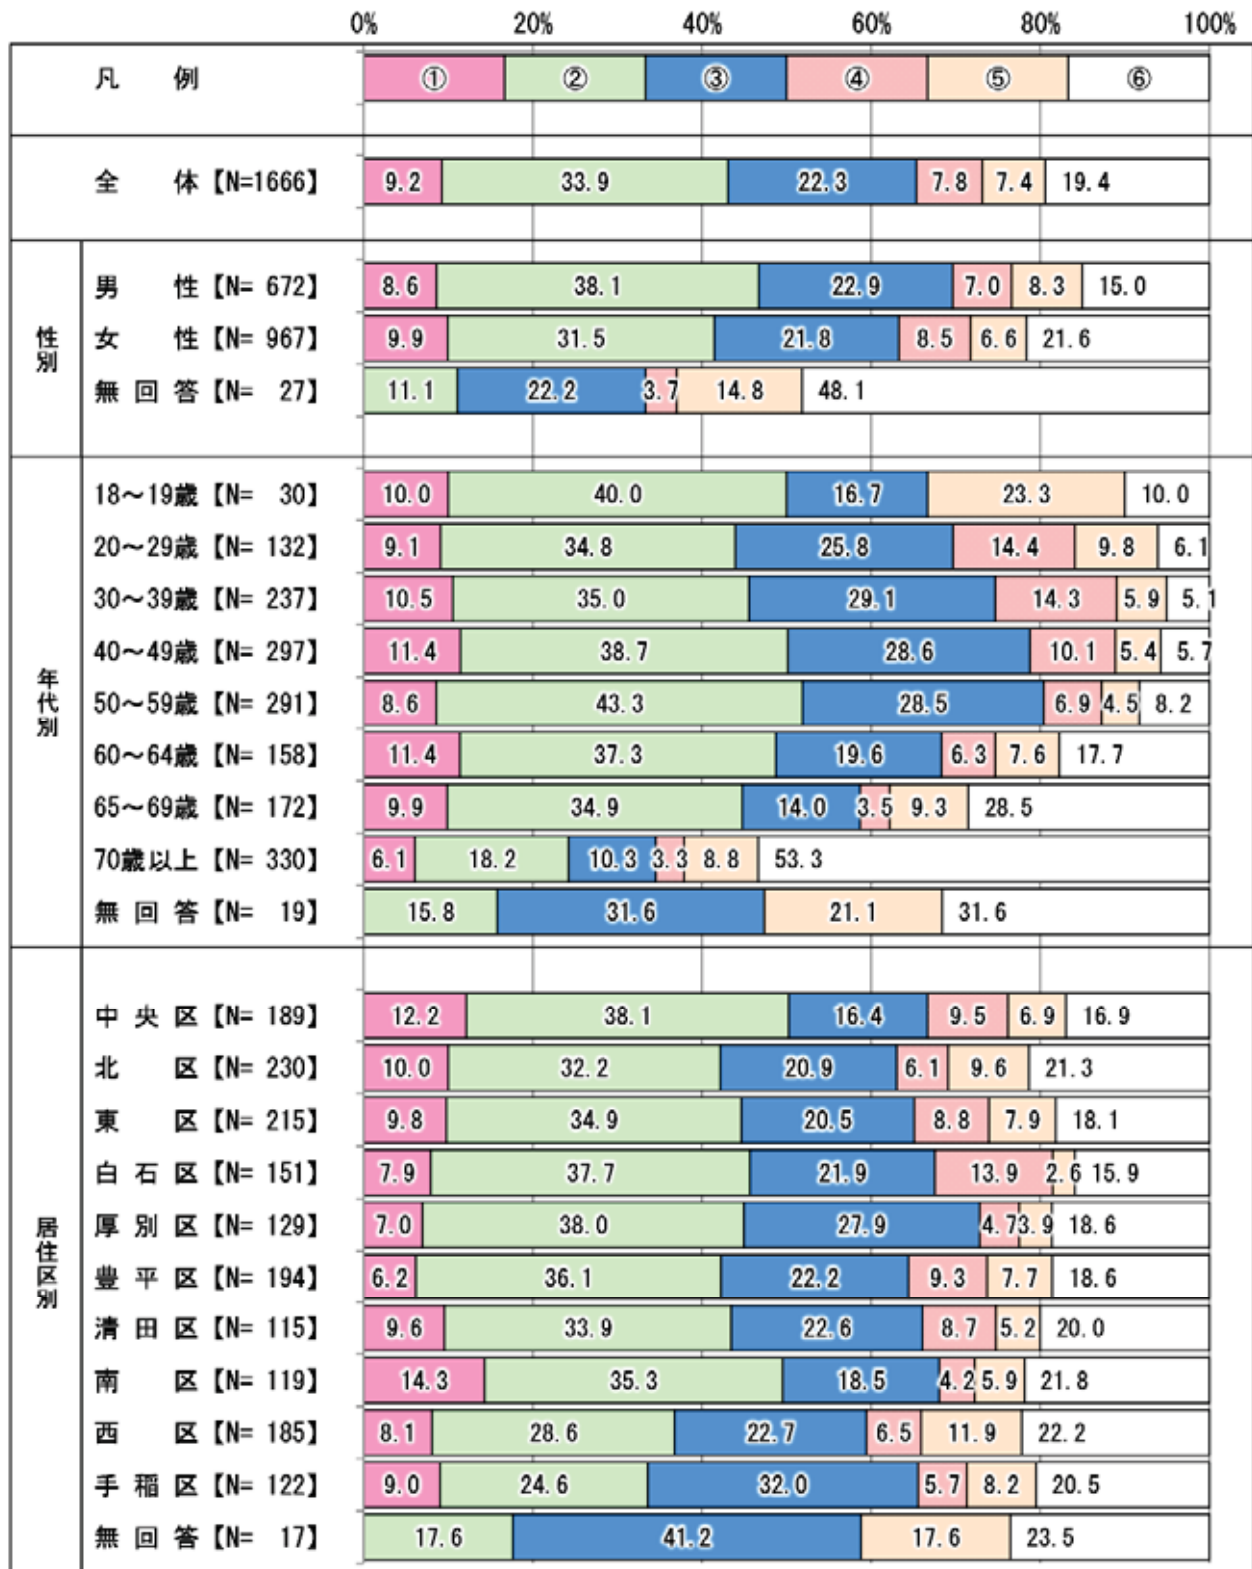 0% 20% 40% 60% 80% 100%
凡 例 ① ② ③ ④ ⑤ ⑥
全 体【N=1666】 9.2 33.9 22.3 7.8 7.4 19.4
性別
男 性【N= 672】 8.6 38.1 22.9 7.0 8.3 15.0
女 性【N= 967】 9.9 31.5 21.8 8.5 6.6 21.6
無 回 答【N= 27】 11.1 22.2 3.7 14.8 48.1
年代別
18～19歳【N= 30】 10.0 40.0 16.7 23.3 10.0
20～29歳【N= 132】 9.1 34.8 25.8 14.4 9.8 6.1
30～39歳【N= 237】 10.5 35.0 29.1 14.3 5.9 5.1
40～49歳【N= 297】 11.4 38.7 28.6 10.1 5.4 5.7
50～59歳【N= 291】 8.6 43.3 28.5 6.9 4.5 8.2
60～64歳【N= 158】 11.4 37.3 19.6 6.3 7.6 17.7
65～69歳【N= 172】 9.9 34.9 14.0 3.5 9.3 28.5
70歳以上【N= 330】 6.1 18.2 10.3 3.3 8.8 53.3
無 回 答【N= 19】 15.8 31.6 21.1 31.6
居住区別
中 央 区【N= 189】 12.2 38.1 16.4 9.5 6.9 16.9
北 区【N= 230】 10.0 32.2 20.9 6.1 9.6 21.3
東 区【N= 215】 9.8 34.9 20.5 8.8 7.9 18.1
白 石 区【N= 151】 7.9 37.7 21.9 13.9 2.6 15.9
厚 別 区【N= 129】 7.0 38.0 27.9 4.7 3.9 18.6
豊 平 区【N= 194】 6.2 36.1 22.2 9.3 7.7 18.6
清 田 区【N= 115】 9.6 33.9 22.6 8.7 5.2 20.0
南 区【N= 119】 14.3 35.3 18.5 4.2 5.9 21.8
西 区【N= 185】 8.1 28.6 22.7 6.5 11.9 22.2
手 稲 区【N= 122】 9.0 24.6 32.0 5.7 8.2 20.5
無 回 答【N= 17】 17.6 41.2 17.6 23.5